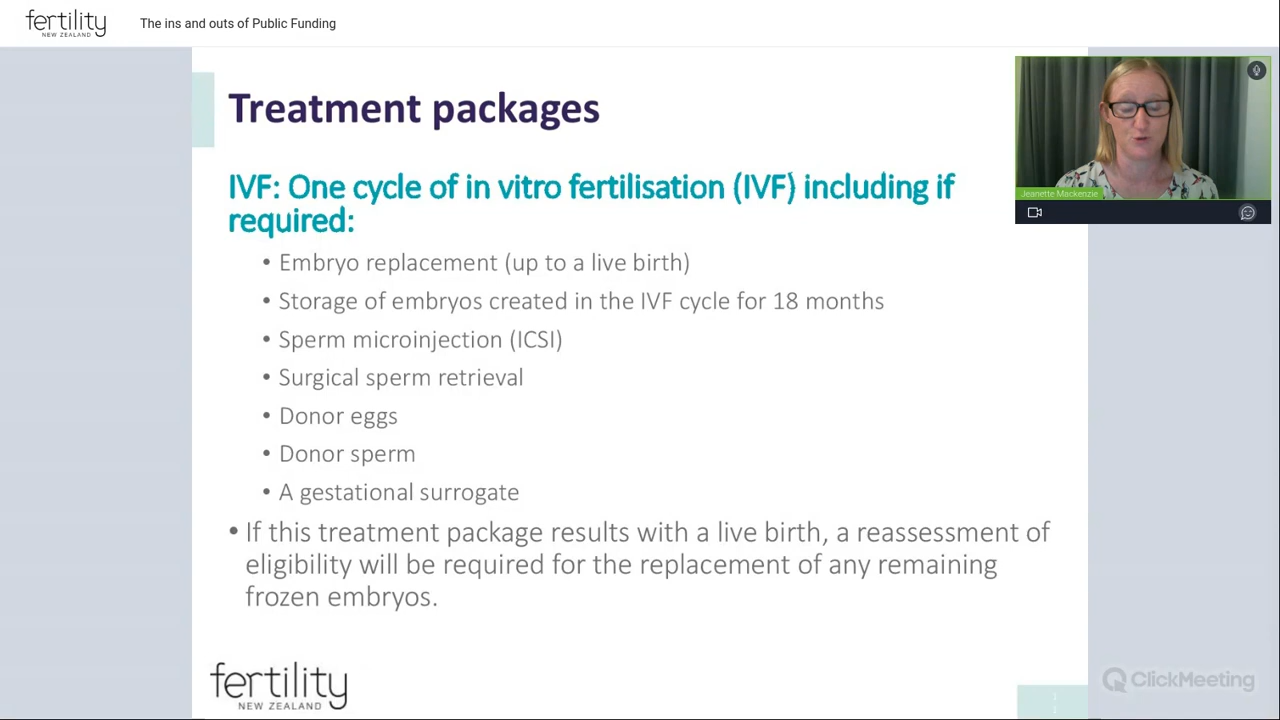 fertility
NEW ZEALAND
The ins and outs of Public Funding
Treatment packages
Jeanette Mackenzie
IVF: One cycle of in vitro fertilisation (IVF) including if
required:
• Embryo replacement (up to a live birth)
• Storage of embryos created in the IVF cycle for 18 months
• Sperm microinjection (ICSI)
• Surgical sperm retrieval
• Donor eggs
• Donor sperm
• A gestational surrogate
• If this treatment package results with a live birth, a reassessment of
eligibility will be required for the replacement of any remaining
frozen embryos.
fertility
NEW ZEALAND
ClickMeeting